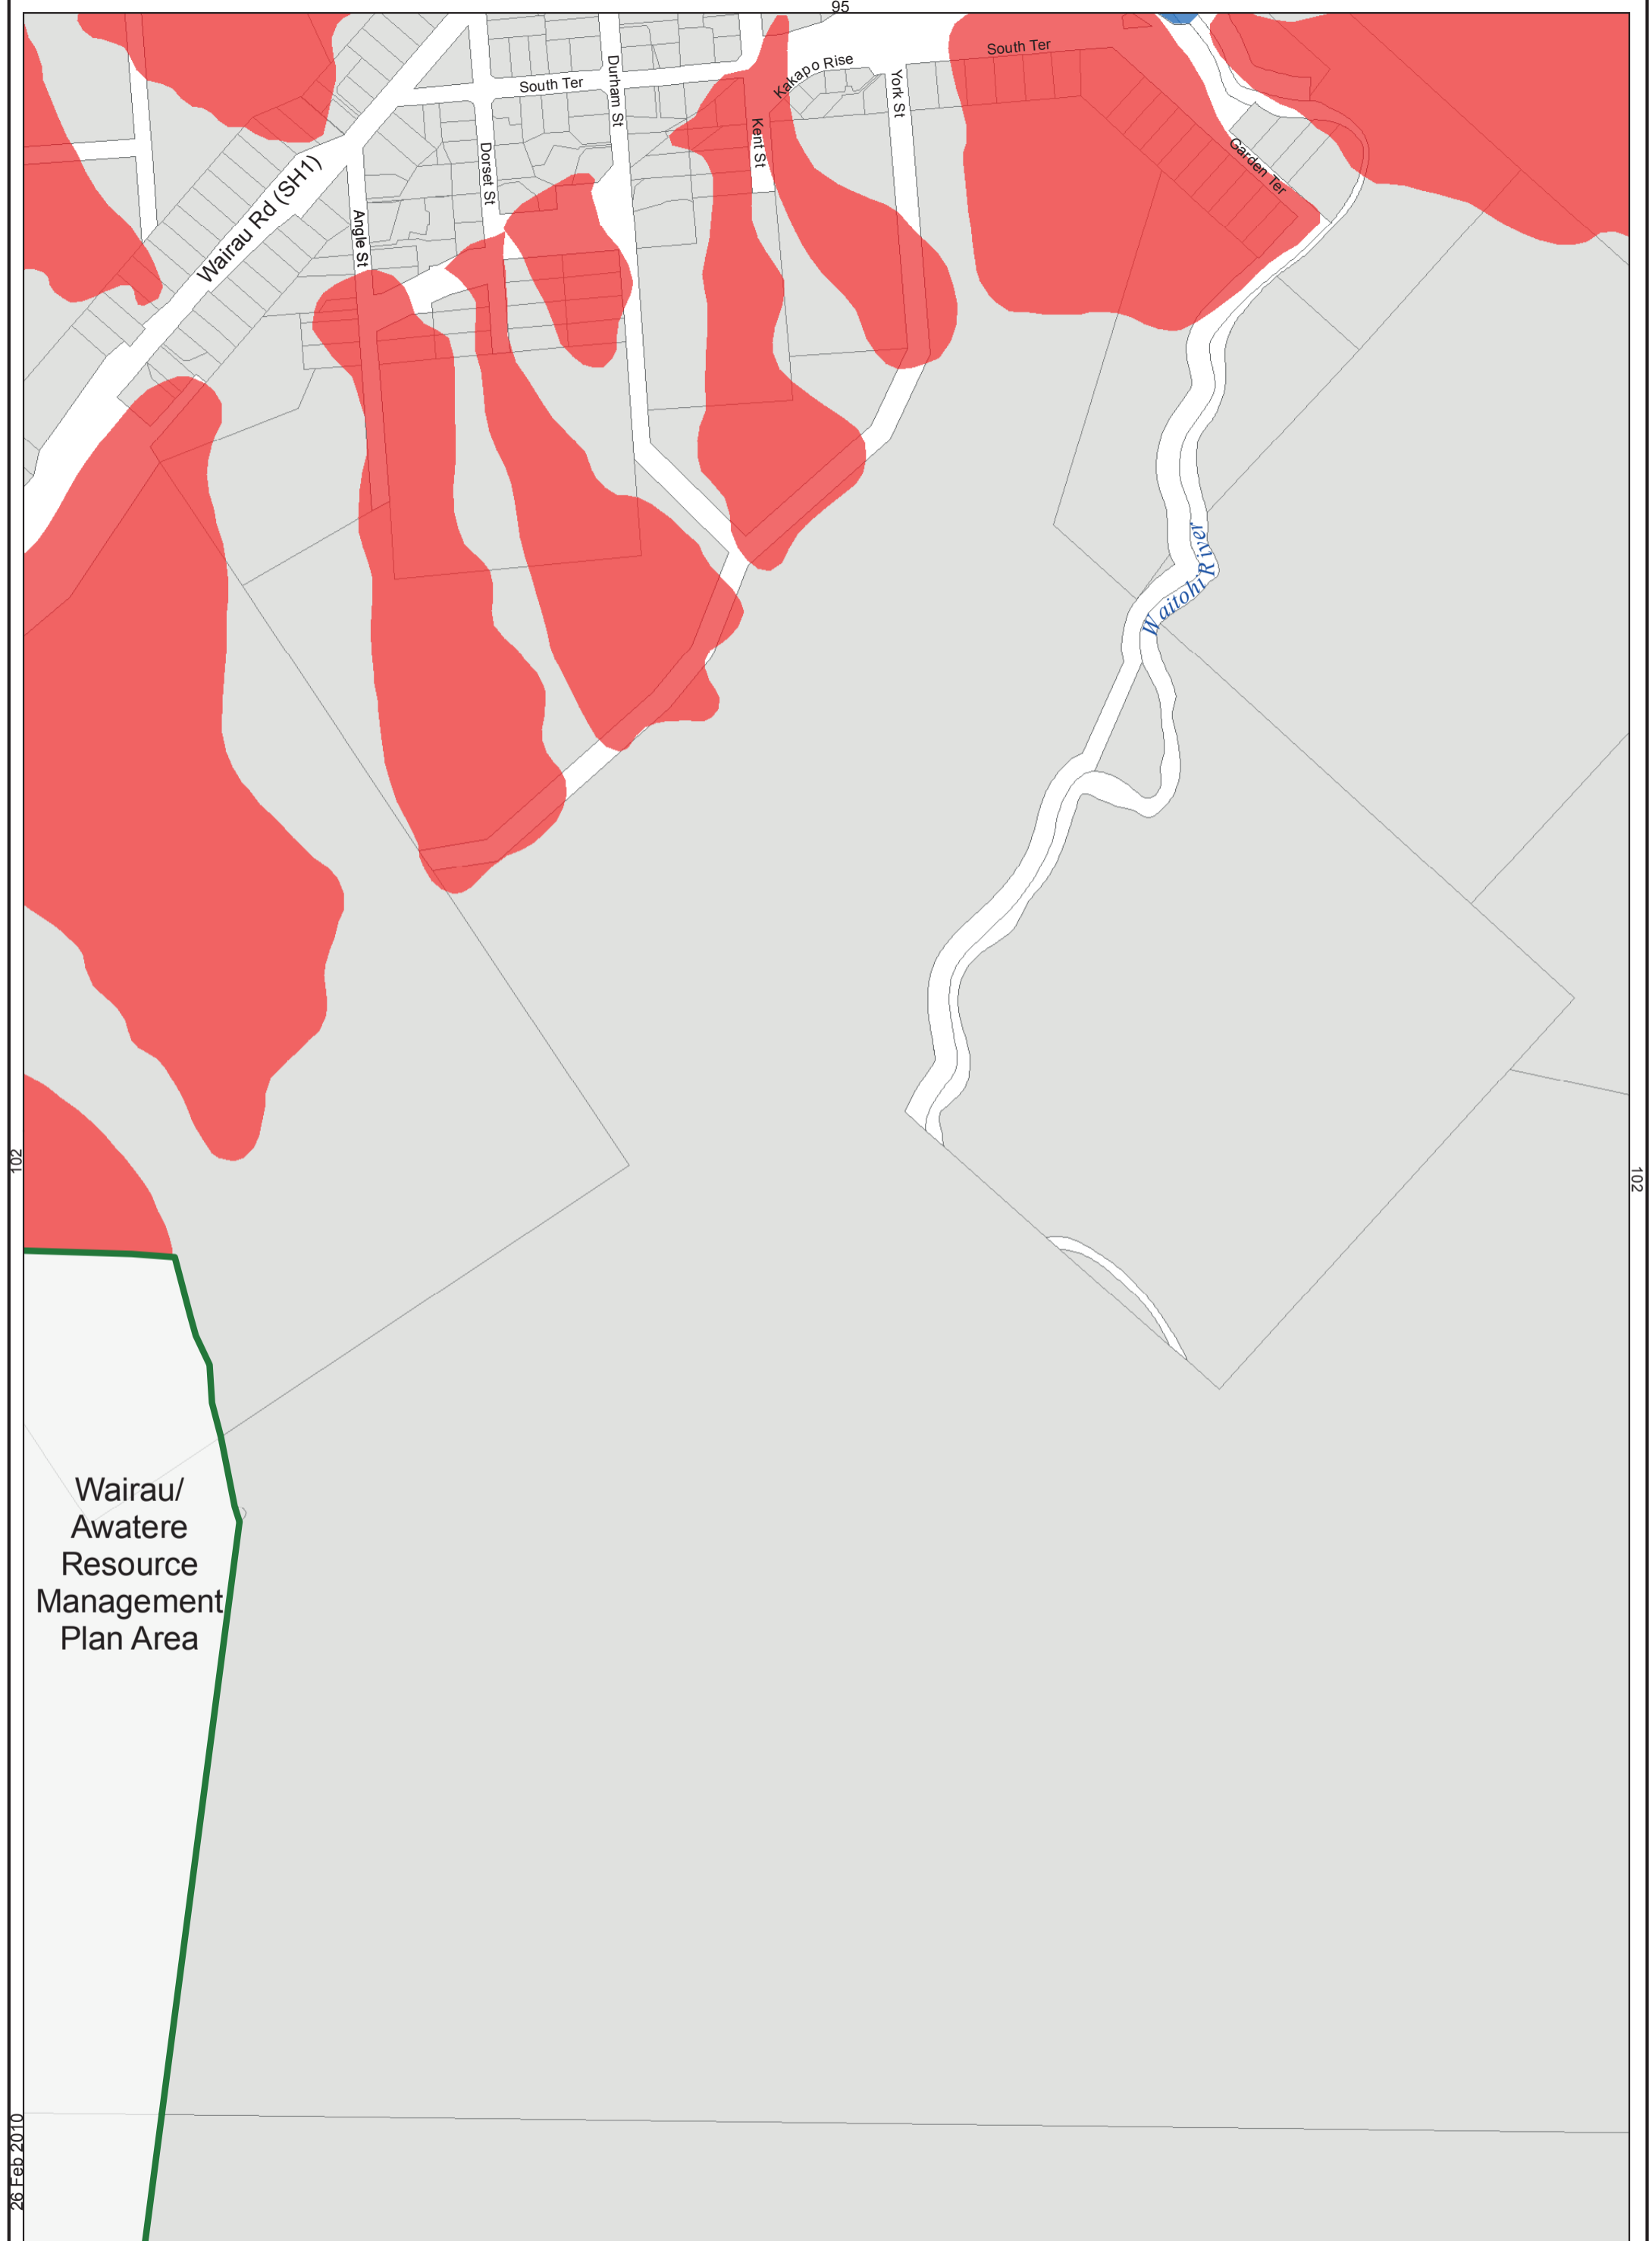 95
South Ter
Durham St
Kakapo Rise
York St
South Ter
Kent St
Garden Ter
Dorset St
Wairau Rd (SH1)
Angle St
Waitohi River
102
102
Wairau/
Awatere
Resource
Management
Plan Area
26 Feb 2010